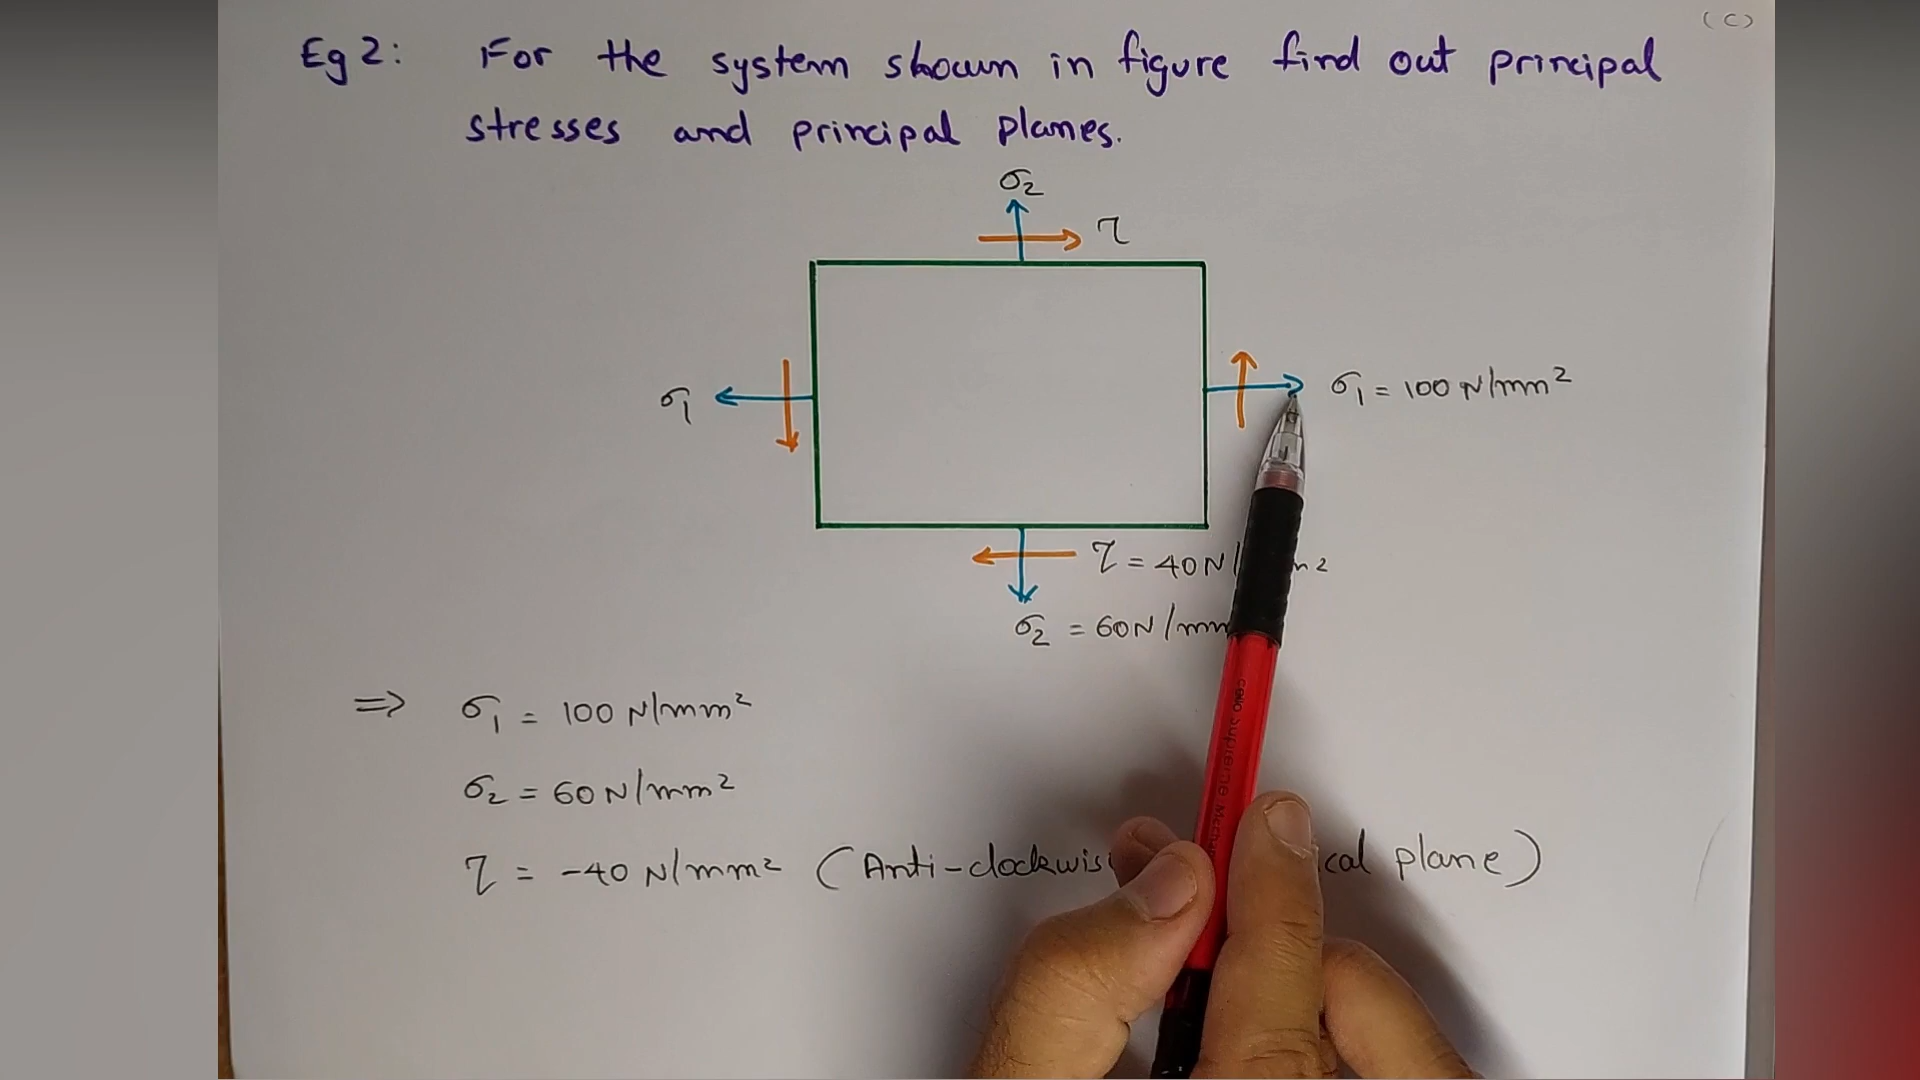 (C)
Eg 2: For the system shown in figure find out principal
stresses and principal planes.
σ2
τ
σ1
σ1 = 100 N/mm²
τ = 40 N/
σ2 = 60 N/mm
⇒ σ1 = 100 N/mm²
σ2 = 60 N/mm²
τ = -40 N/mm² (Anti-clockwis plane)